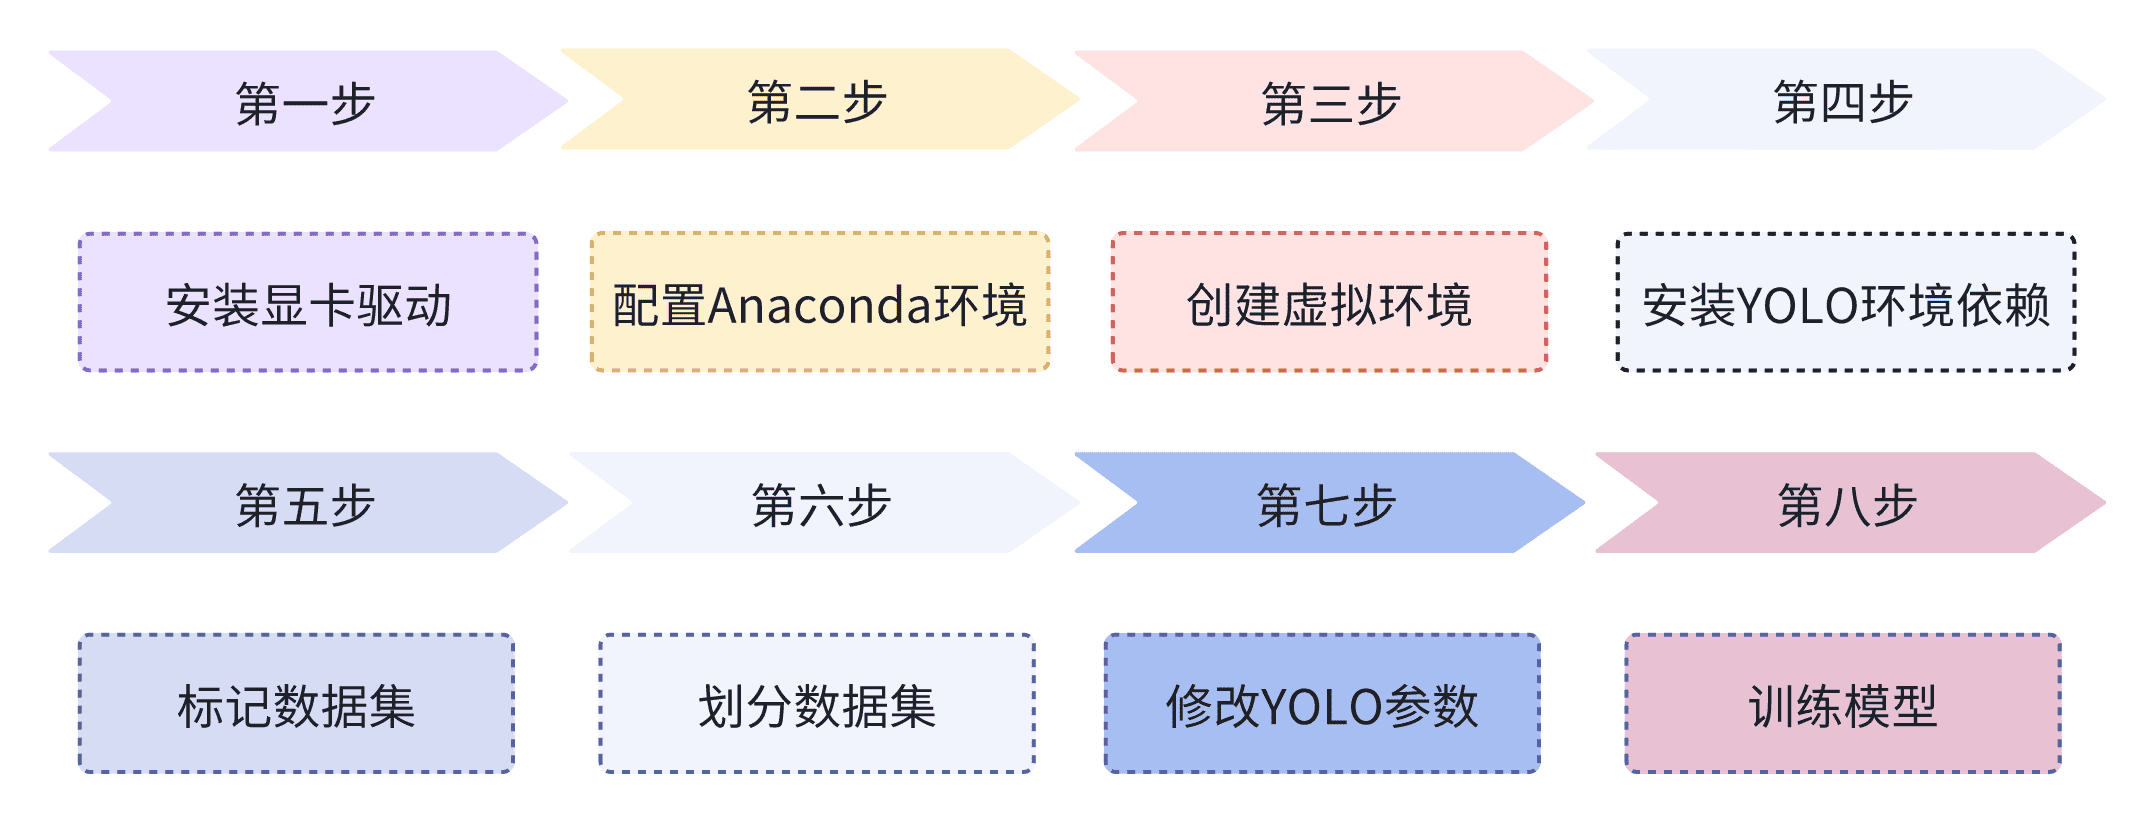 第一步
第二步
第三步
第四步
安装显卡驱动
配置Anaconda环境
创建虚拟环境
安装YOLO环境依赖
第五步
第六步
第七步
第八步
标记数据集
划分数据集
修改YOLO参数
训练模型